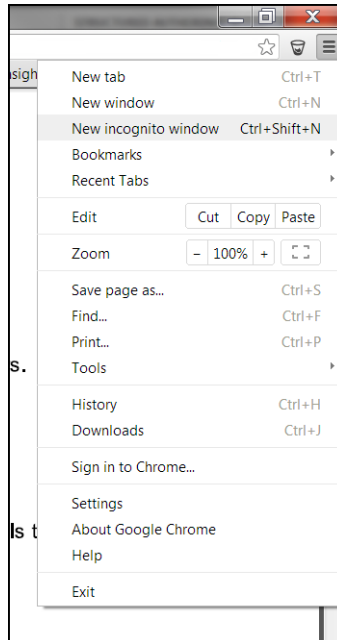 nsigh
New tab Ctrl+T
New window Ctrl+N
New incognito window Ctrl+Shift+N
Bookmarks
Recent Tabs
Edit Cut Copy Paste
Zoom − 100% +
Save page as... Ctrl+S
Find... Ctrl+F
Print... Ctrl+P
s.
Tools
History Ctrl+H
Downloads Ctrl+J
Sign in to Chrome...
Settings
ls t
About Google Chrome
Help
Exit